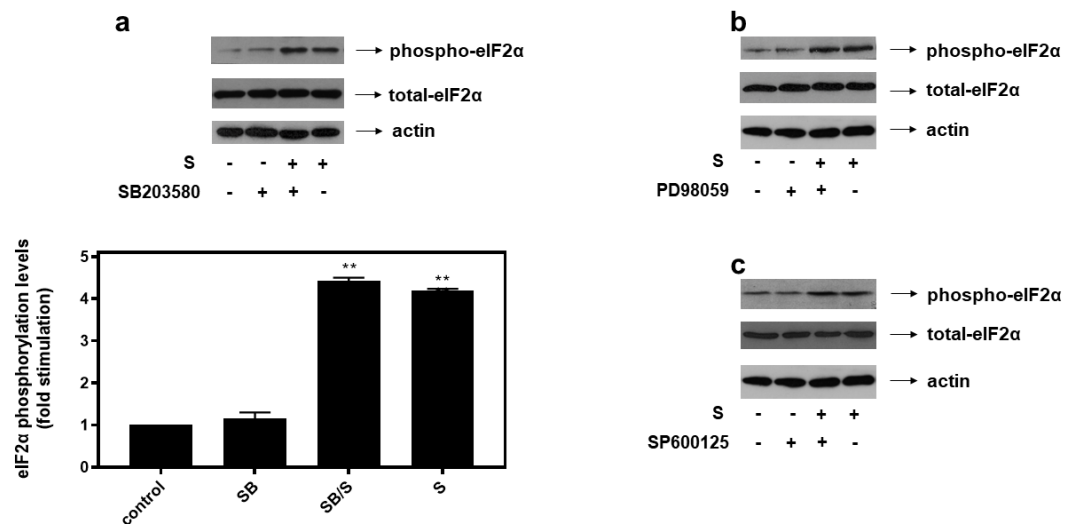 a
phospho-eIF2α
total-eIF2α
actin
S - - + +
SB203580 - + + -
eIF2α phosphorylation levels
(fold stimulation)
5
4
3
2
1
0
** **
control SB SB/S S
b
phospho-eIF2α
total-eIF2α
actin
S - - + +
PD98059 - + + -
c
phospho-eIF2α
total-eIF2α
actin
S - - + +
SP600125 - + + -